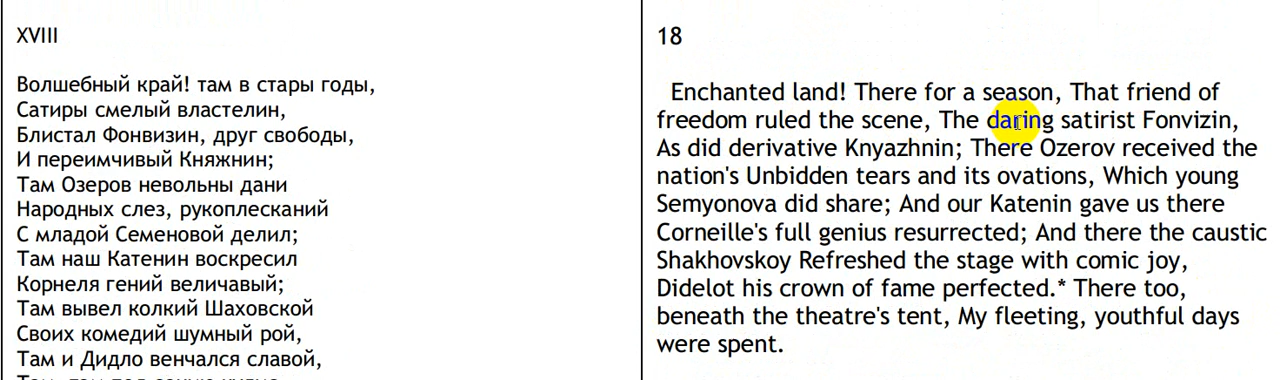 XVIII
Волшебный край! там в стары годы,
Сатиры смелый властелин,
Блистал Фонвизин, друг свободы,
И переимчивый Княжнин;
Там Озеров невольны дани
Народных слез, рукоплесканий
С младой Семеновой делил;
Там наш Катенин воскресил
Корнеля гений величавый;
Там вывел колкий Шаховской
Своих комедий шумный рой,
Там и Дидло венчался славой,
18
Enchanted land! There for a season, That friend of
freedom ruled the scene, The daring satirist Fonvizin,
As did derivative Knyazhnin; There Ozerov received the
nation's Unbidden tears and its ovations, Which young
Semyonova did share; And our Katenin gave us there
Corneille's full genius resurrected; And there the caustic
Shakhovskoy Refreshed the stage with comic joy,
Didelot his crown of fame perfected.* There too,
beneath the theatre's tent, My fleeting, youthful days
were spent.